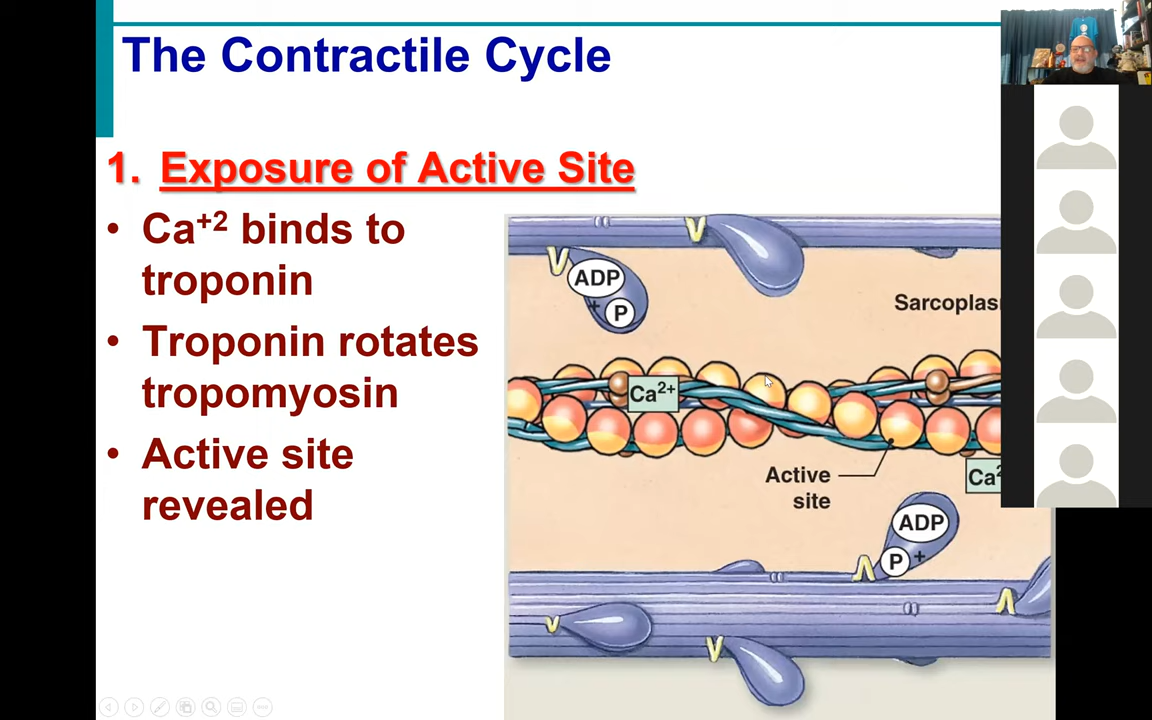 The Contractile Cycle
1. Exposure of Active Site
• Ca+2 binds to
troponin
• Troponin rotates
tropomyosin
• Active site
revealed
ADP
+
P
Sarcoplas
Ca2+
Active
site
Ca2
ADP
P +